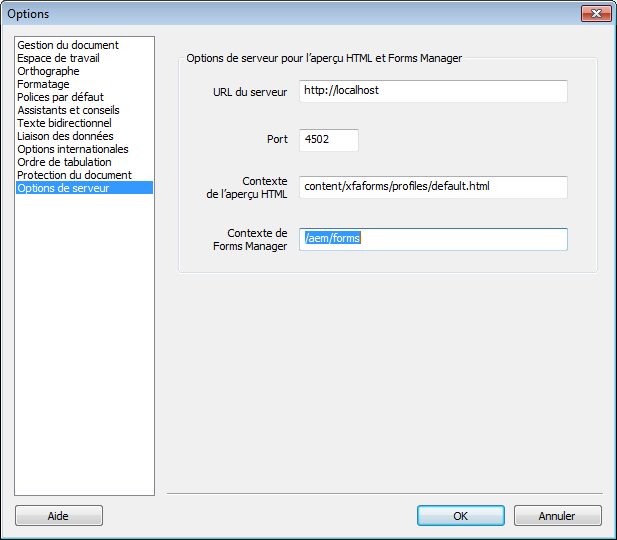 Options
Gestion du document
Espace de travail
Orthographe
Formatage
Polices par défaut
Assistants et conseils
Texte bidirectionnel
Liaison des données
Options internationales
Ordre de tabulation
Protection du document
Options de serveur
Options de serveur pour l'aperçu HTML et Forms Manager
URL du serveur
http://localhost
Port
4502
Contexte
de l'aperçu HTML
content/xfaforms/profiles/default.html
Contexte de
Forms Manager
/aem/forms
Aide
OK
Annuler